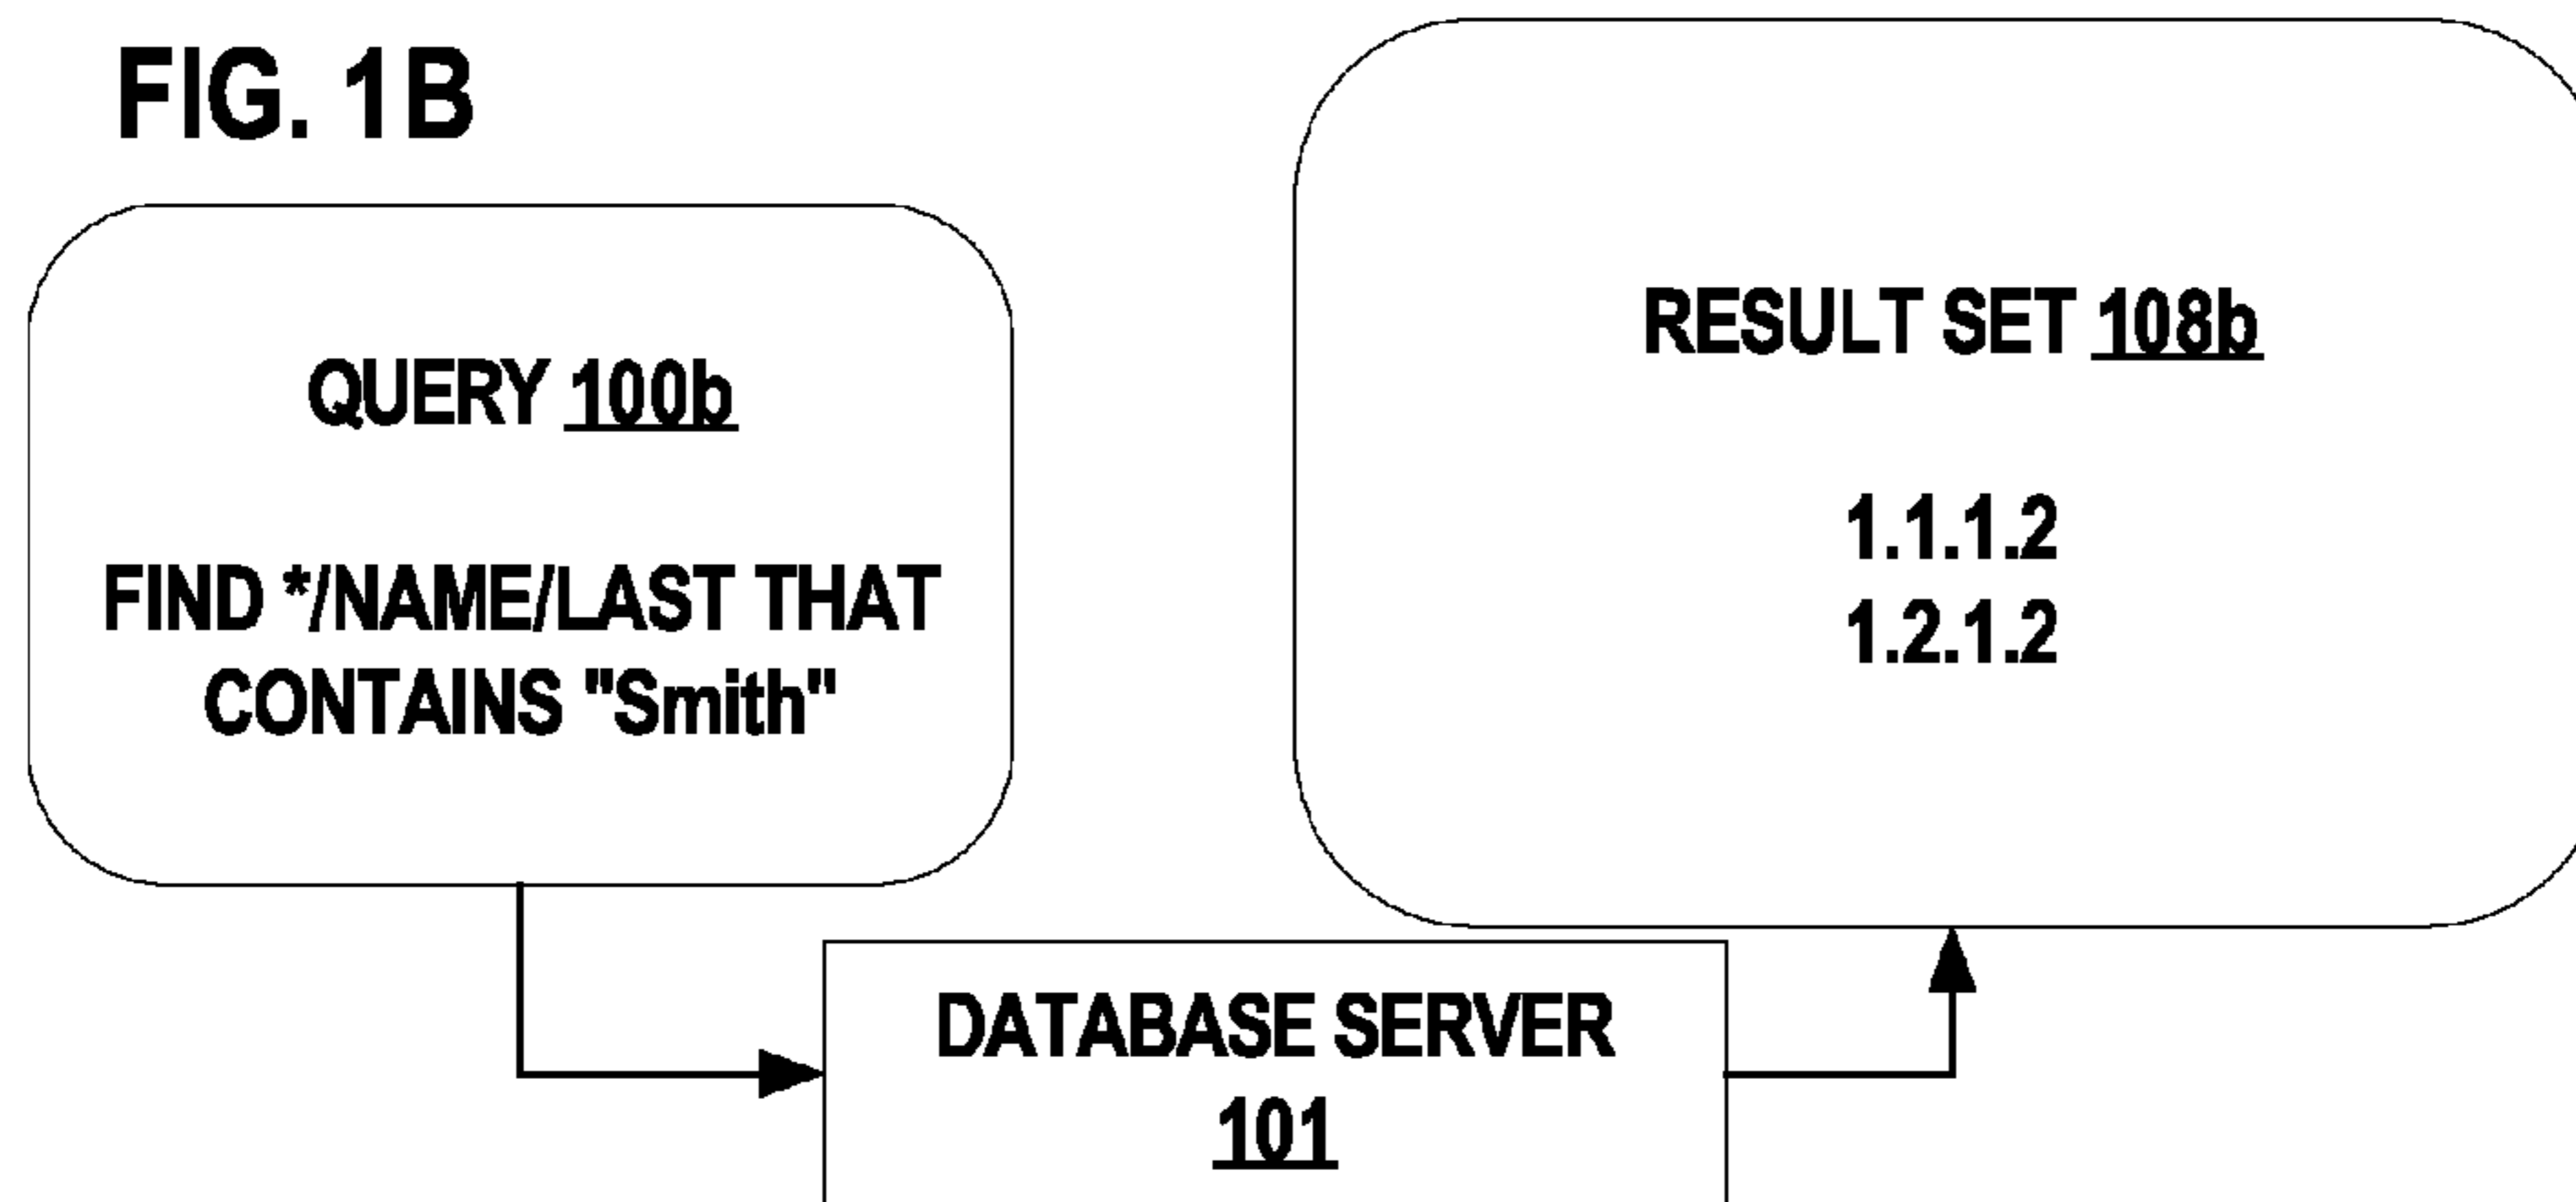 FIG. 1B
QUERY 100b
FIND */NAME/LAST THAT
CONTAINS "Smith"
RESULT SET 108b
1.1.1.2
1.2.1.2
DATABASE SERVER
101